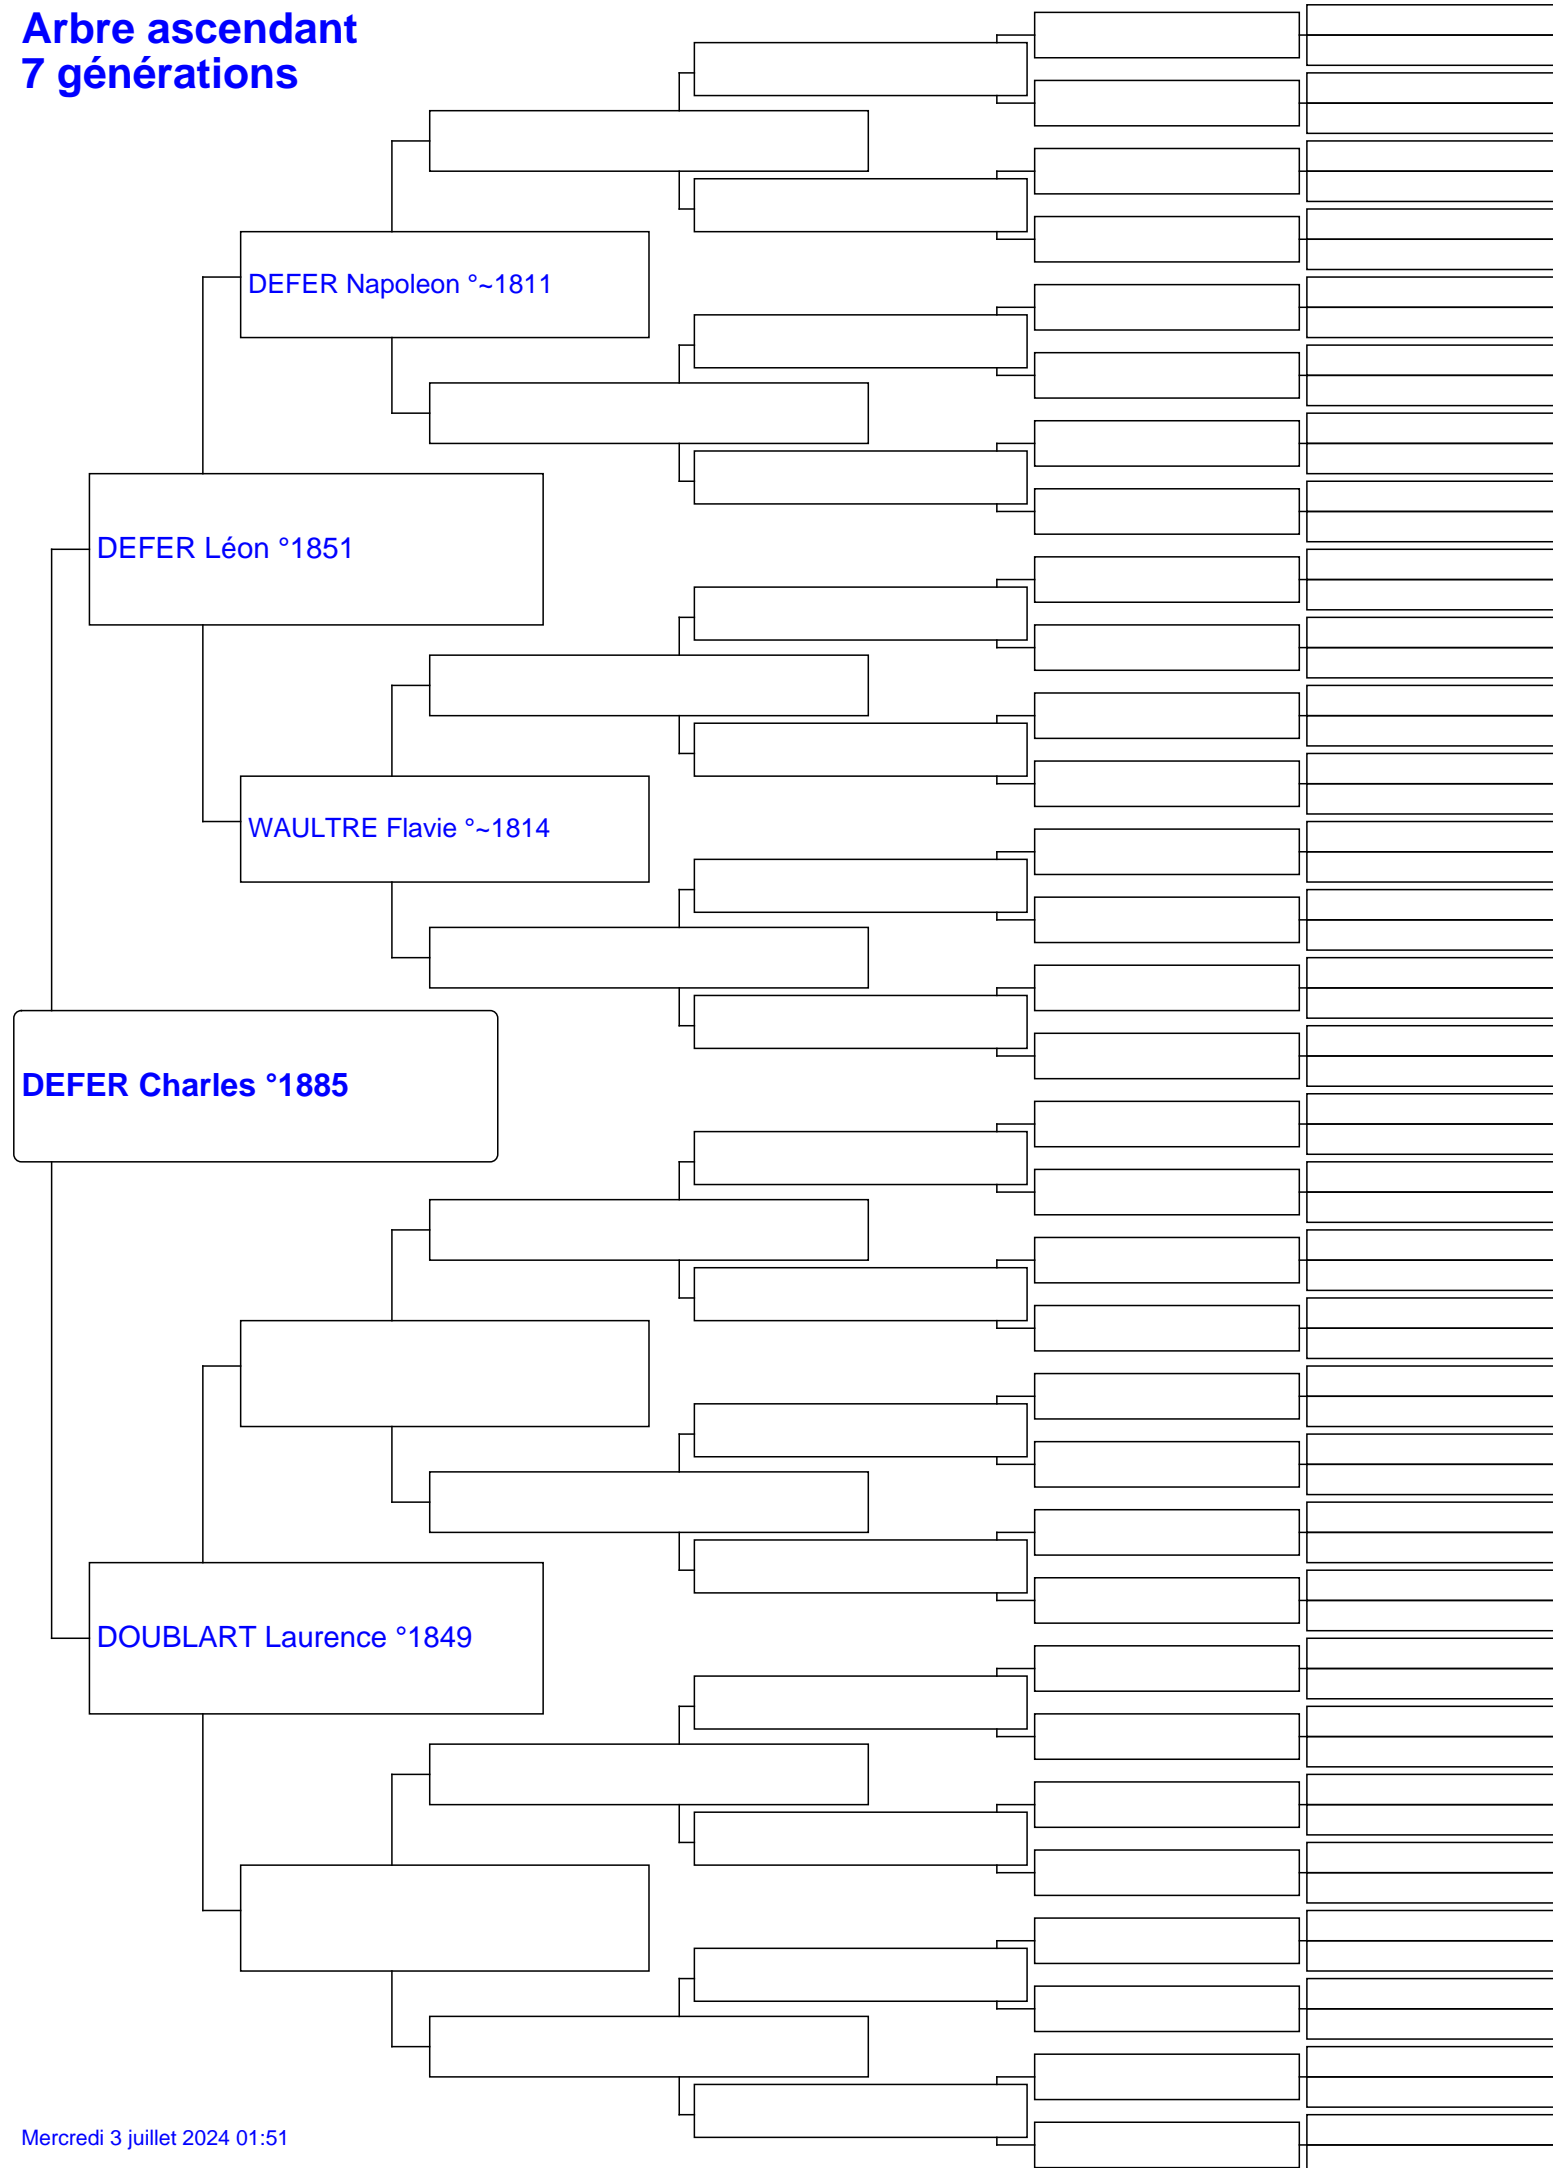 Arbre ascendant
7 générations
DEFER Napoleon °~1811
DEFER Léon °1851
WAULTRE Flavie °~1814
DEFER Charles °1885
DOUBLART Laurence °1849
Mercredi 3 juillet 2024 01:51